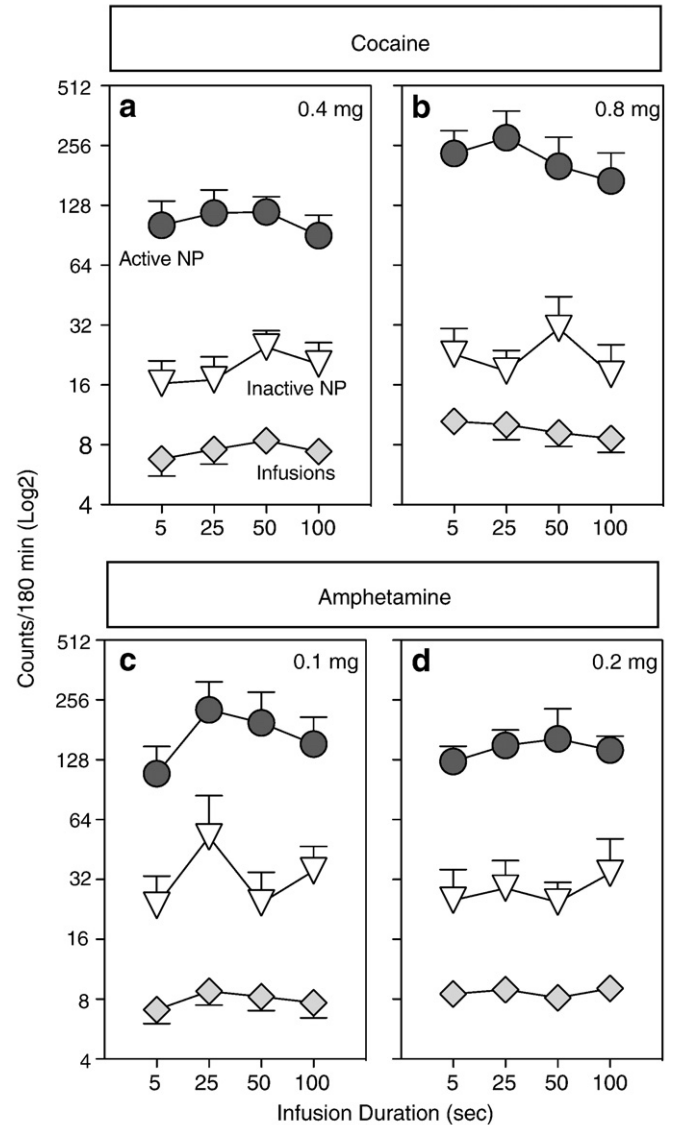 Cocaine
a 0.4 mg
b 0.8 mg
512
256
128
64
32
16
8
4
Active NP
Inactive NP
Infusions
5 25 50 100
5 25 50 100
Counts/180 min (Log2)
Amphetamine
c 0.1 mg
d 0.2 mg
512
256
128
64
32
16
8
4
5 25 50 100
5 25 50 100
Infusion Duration (sec)